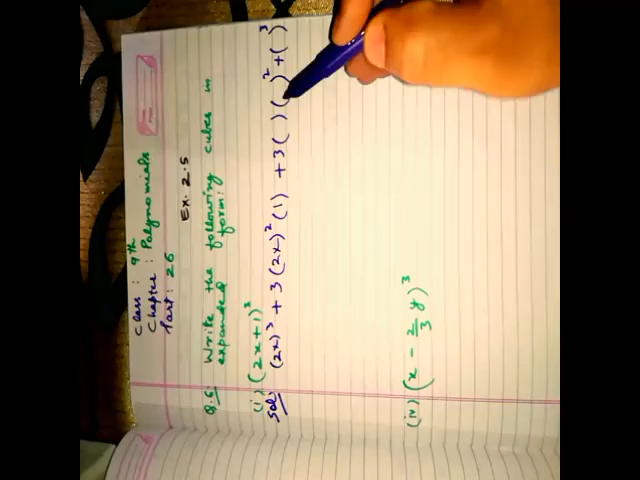 Class: 9th
Chapter: Polynomials
Part: 26
Ex. 2.5
Q.6: Write the following cubes in
expanded form:
(i) (2x+1)³
Sol: (2x)³ + 3(2x)²(1) + 3( )( )² + ( )³
(iv) (x - 2/3 y)³